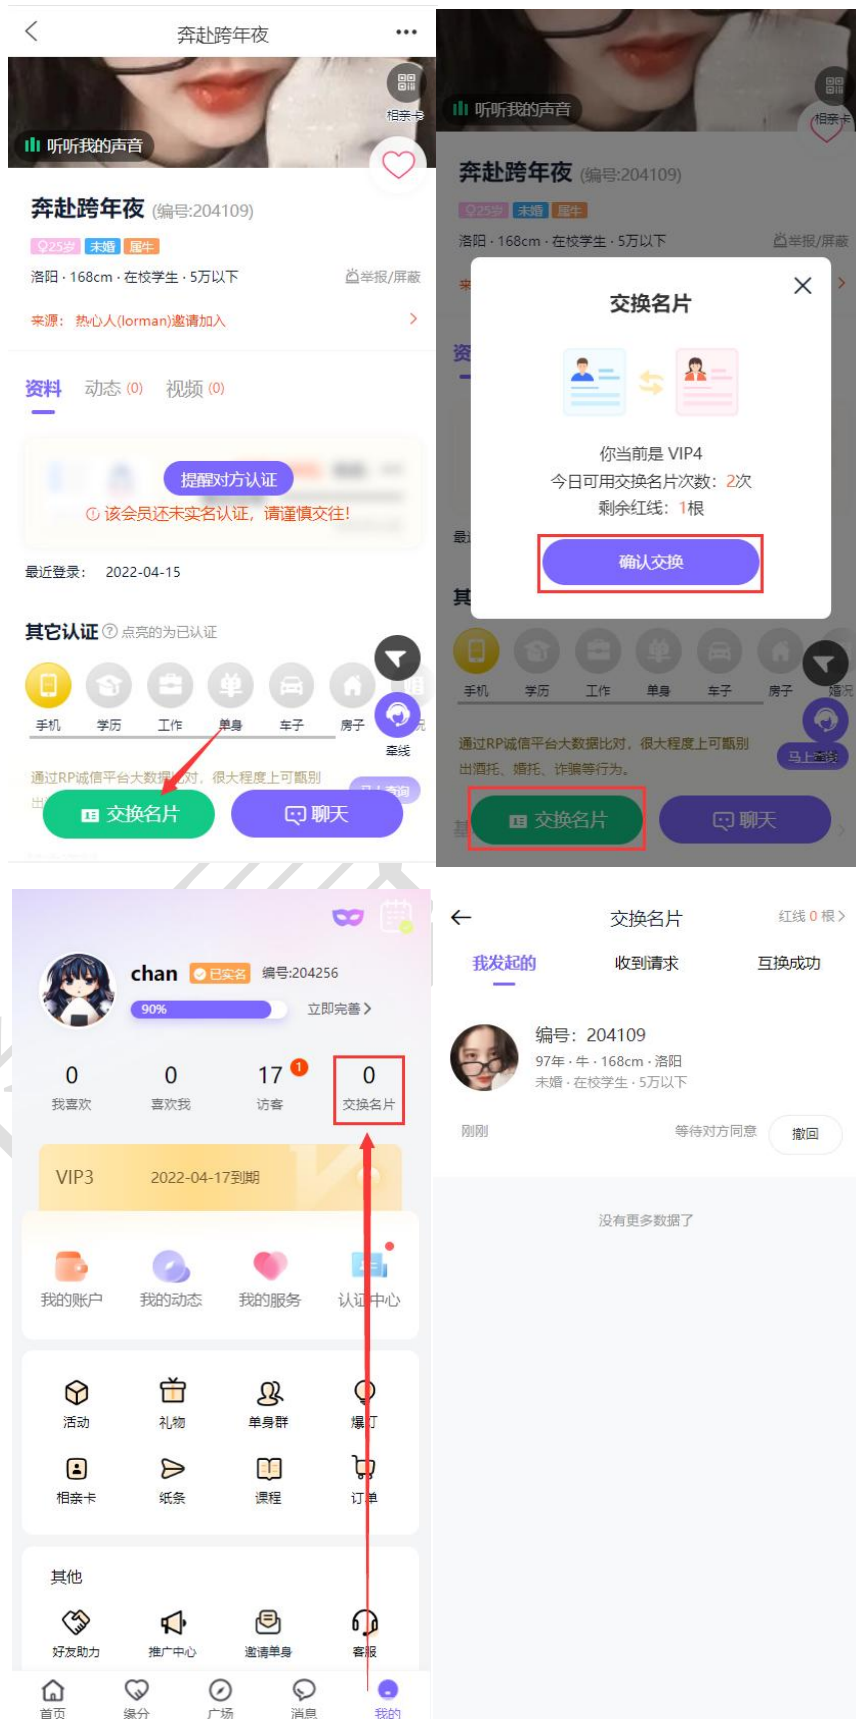 奔赴跨年夜
相亲卡
听听我的声音
奔赴跨年夜 (编号:204109)
25岁 未婚 属牛
洛阳 · 168cm · 在校学生 · 5万以下
举报/屏蔽
来源： 热心人(lorman)邀请加入
资料 动态 (0) 视频 (0)
提醒对方认证
该会员还未实名认证，请谨慎交往！
最近登录： 2022-04-15
其它认证 点亮的为已认证
手机 学历 工作 单身 车子 房子
牵线
通过RP诚信平台大数据比对，很大程度上可甄别
交换名片
聊天
听听我的声音
相亲卡
奔赴跨年夜 (编号:204109)
25岁 未婚 属牛
洛阳 · 168cm · 在校学生 · 5万以下
举报/屏蔽
交换名片
你当前是 VIP4
今日可用交换名片次数：2次
剩余红线：1根
确认交换
手机 学历 工作 单身 车子 房子 婚况
通过RP诚信平台大数据比对，很大程度上可甄别
出酒托、婚托、诈骗等行为。
交换名片
聊天
chan 已实名 编号:204256
90%
立即完善
0 0 17 1 0
我喜欢 喜欢我 访客 交换名片
VIP3 2022-04-17到期
我的账户 我的动态 我的服务 认证中心
活动 礼物 单身群 爆灯
相亲卡 纸条 课程 订单
其他
好友助力 推广中心 邀请单身 客服
首页 缘分 广场 消息 我的
交换名片
红线 0 根
我发起的 收到请求 互换成功
编号：204109
97年 · 牛 · 168cm · 洛阳
未婚 · 在校学生 · 5万以下
刚刚
等待对方同意
撤回
没有更多数据了